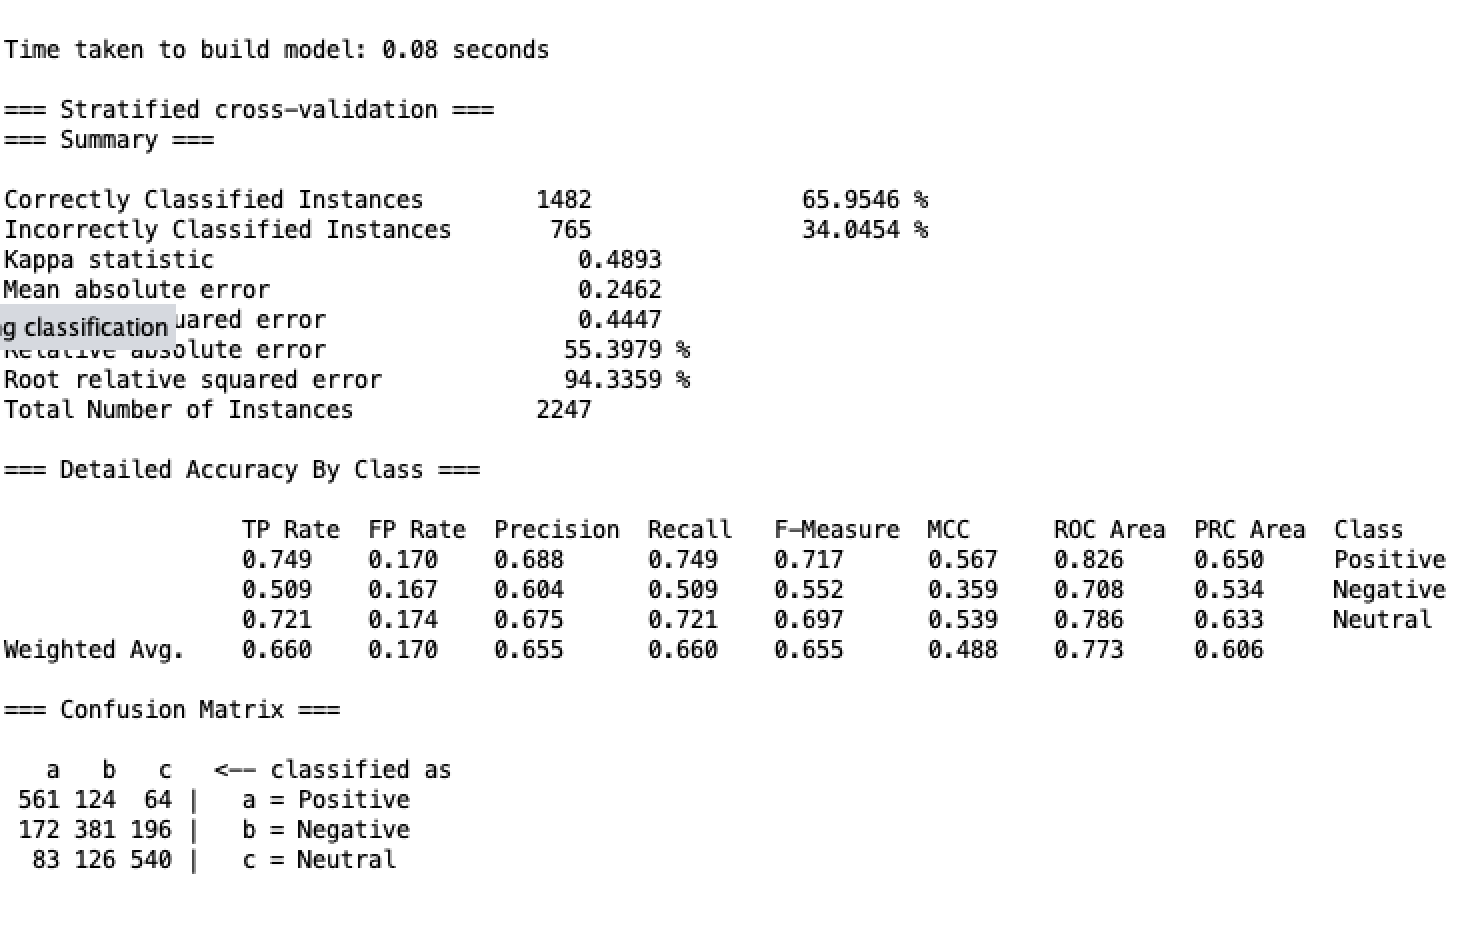 Time taken to build model: 0.08 seconds
=== Stratified cross-validation ===
=== Summary ===
Correctly Classified Instances 1482 65.9546 %
Incorrectly Classified Instances 765 34.0454 %
Kappa statistic 0.4893
Mean absolute error 0.2462
g classification
uared error 0.4447
Relative absolute error 55.3979 %
Root relative squared error 94.3359 %
Total Number of Instances 2247
=== Detailed Accuracy By Class ===
TP Rate FP Rate Precision Recall F-Measure MCC ROC Area PRC Area Class
0.749 0.170 0.688 0.749 0.717 0.567 0.826 0.650 Positive
0.509 0.167 0.604 0.509 0.552 0.359 0.708 0.534 Negative
0.721 0.174 0.675 0.721 0.697 0.539 0.786 0.633 Neutral
Weighted Avg. 0.660 0.170 0.655 0.660 0.655 0.488 0.773 0.606
=== Confusion Matrix ===
a b c <-- classified as
561 124 64 | a = Positive
172 381 196 | b = Negative
83 126 540 | c = Neutral